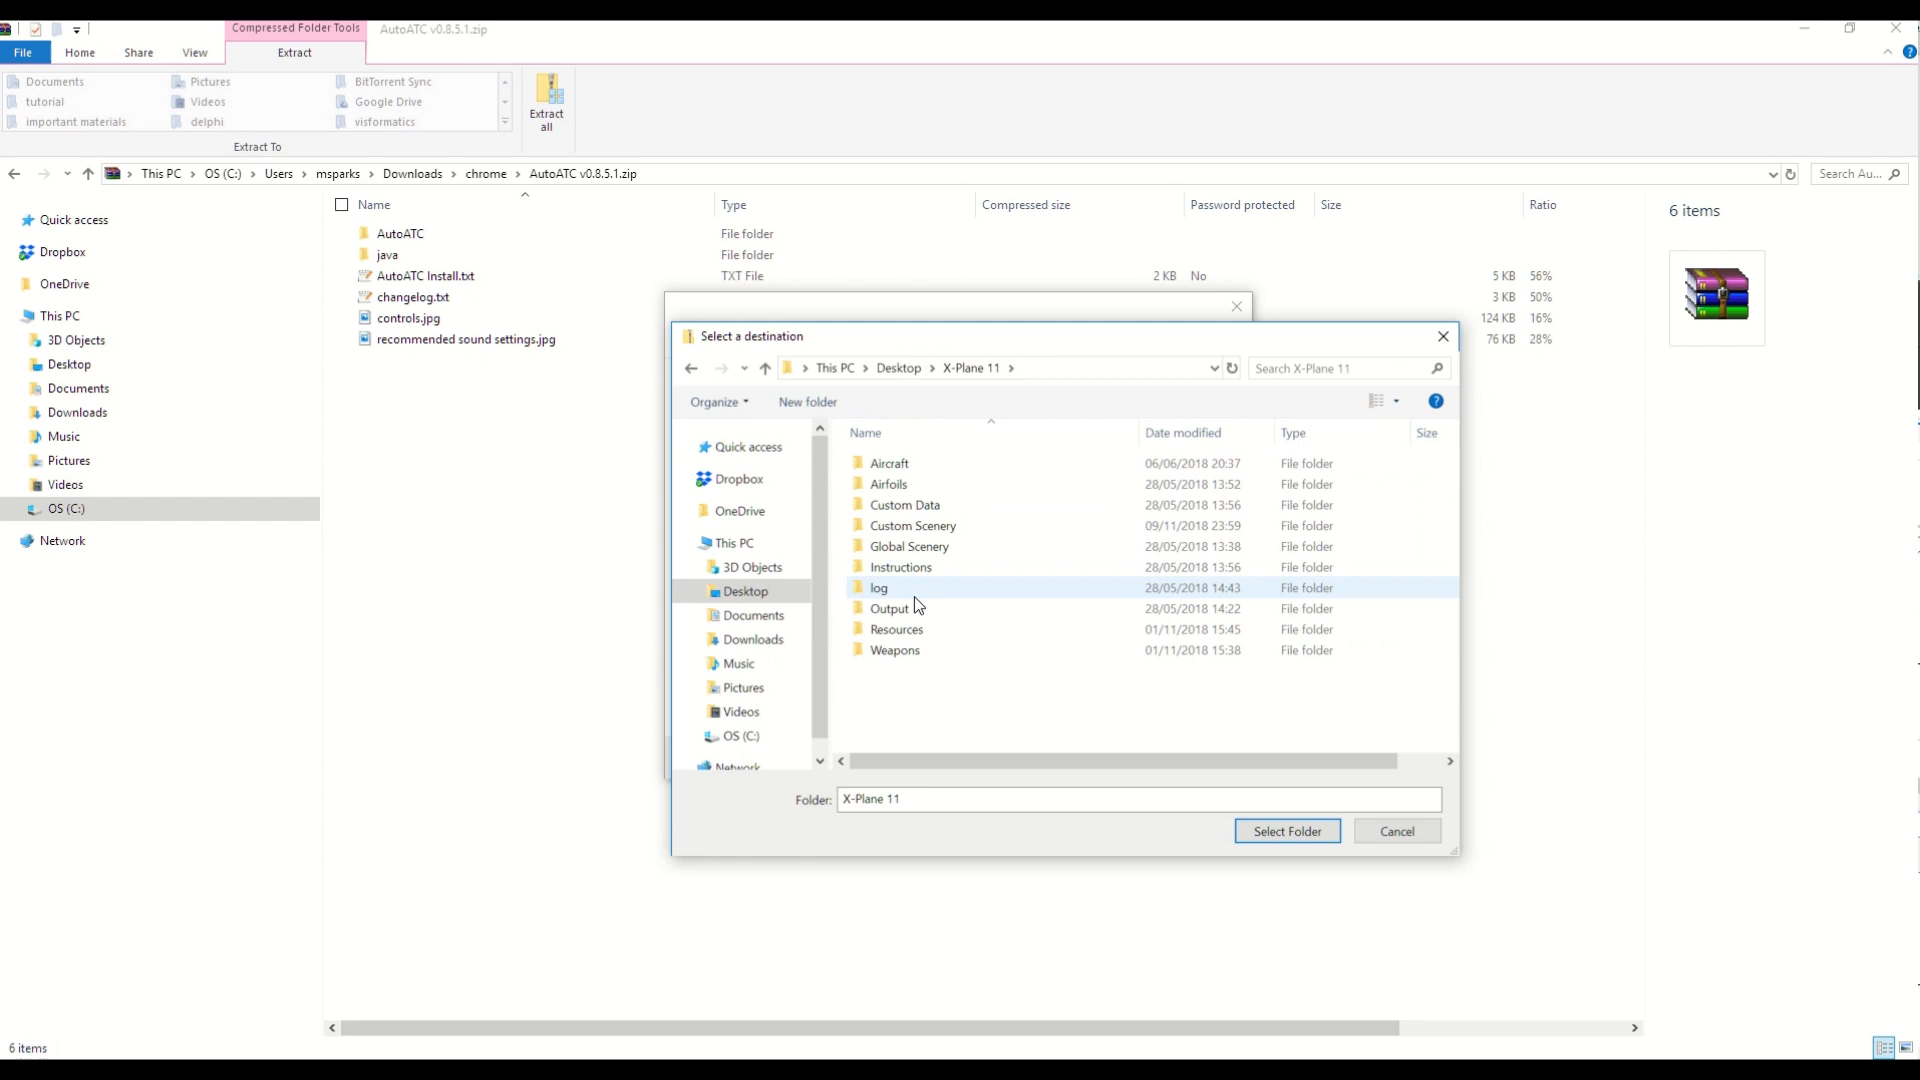 Compressed Folder Tools AutoATC v0.8.5.1.zip
File Home Share View Extract
Documents Pictures BitTorrent Sync
tutorial Videos Google Drive
important materials delphi visformatics
Extract all
Extract To
This PC OS (C:) Users msparks Downloads chrome AutoATC v0.8.5.1.zip Search Au...
Name Type Compressed size Password protected Size Ratio
AutoATC File folder
java File folder
AutoATC Install.txt TXT File 2 KB No 5 KB 56%
changelog.txt 3 KB 50%
controls.jpg 124 KB 16%
recommended sound settings.jpg 76 KB 28%
6 items
Quick access
Dropbox
OneDrive
This PC
3D Objects
Desktop
Documents
Downloads
Music
Pictures
Videos
OS (C:)
Network
Select a destination
This PC Desktop X-Plane 11 Search X-Plane 11
Organize New folder
Quick access
Dropbox
OneDrive
This PC
3D Objects
Desktop
Documents
Downloads
Music
Pictures
Videos
OS (C:)
Network
Name Date modified Type Size
Aircraft 06/06/2018 20:37 File folder
Airfoils 28/05/2018 13:52 File folder
Custom Data 28/05/2018 13:56 File folder
Custom Scenery 09/11/2018 23:59 File folder
Global Scenery 28/05/2018 13:38 File folder
Instructions 28/05/2018 13:56 File folder
log 28/05/2018 14:43 File folder
Output 28/05/2018 14:22 File folder
Resources 01/11/2018 15:45 File folder
Weapons 01/11/2018 15:38 File folder
Folder: X-Plane 11
Select Folder Cancel
6 items